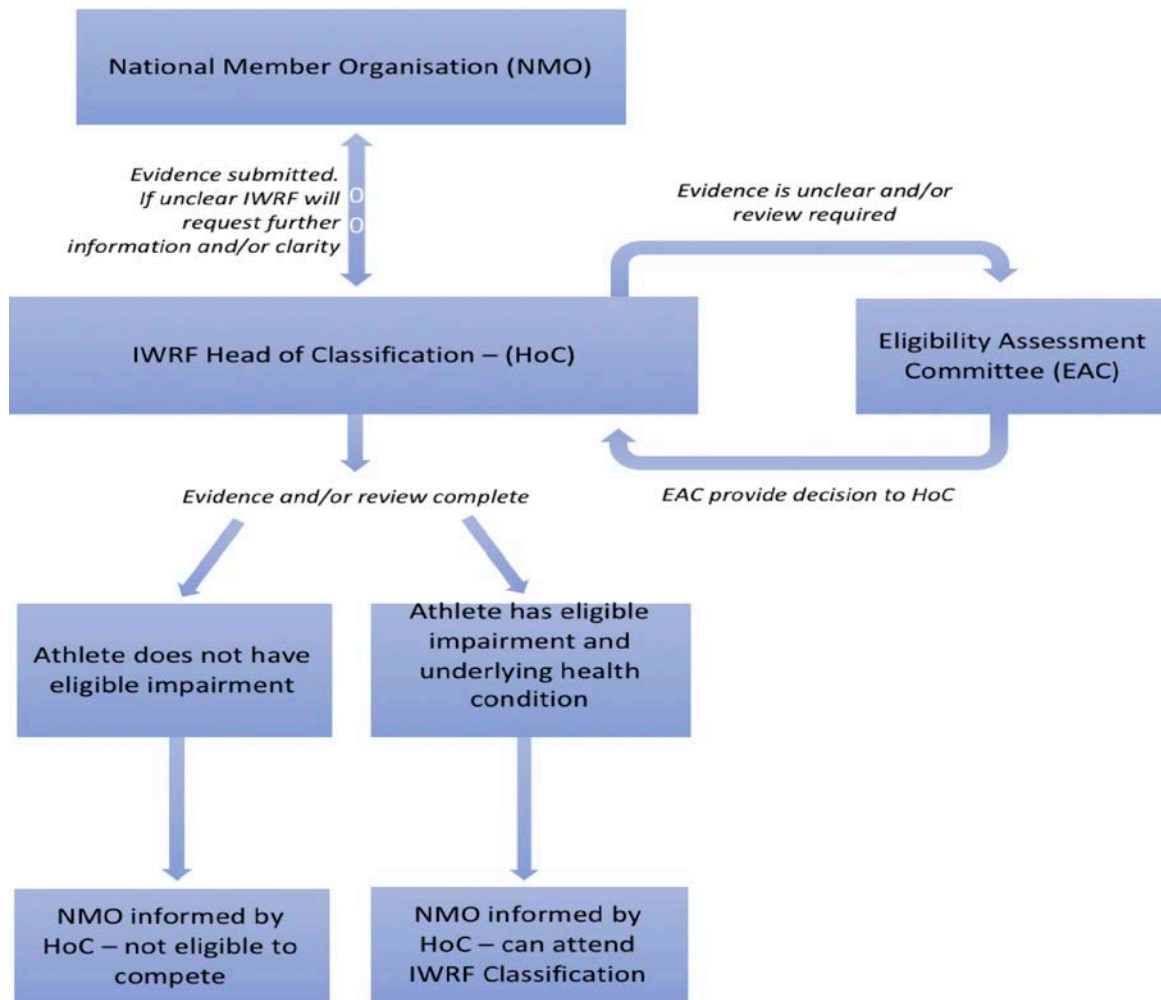 National Member Organisation (NMO)
Evidence submitted.
If unclear IWRF will
request further
information and/or clarity
0
0
Evidence is unclear and/or
review required
IWRF Head of Classification – (HoC)
Eligibility Assessment
Committee (EAC)
Evidence and/or review complete
EAC provide decision to HoC
Athlete does not have
eligible impairment
Athlete has eligible
impairment and
underlying health
condition
NMO informed by
HoC – not eligible to
compete
NMO informed by
HoC – can attend
IWRF Classification